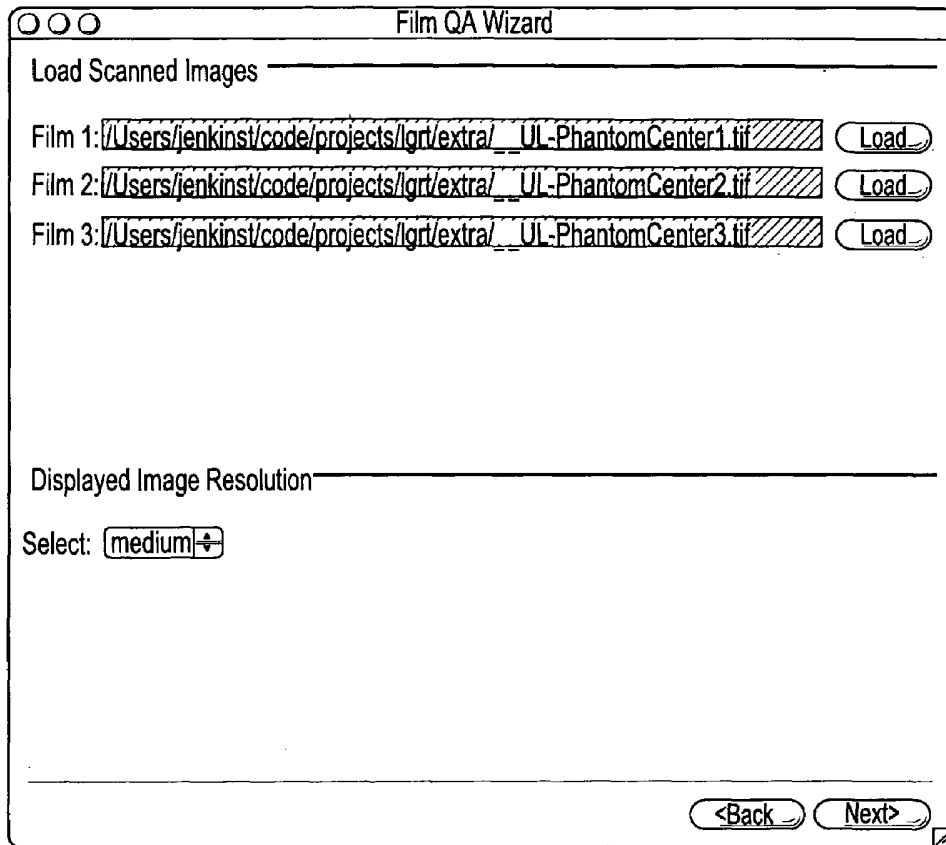 Film QA Wizard
Load Scanned Images
Film 1: /Users/jenkinst/code/projects/lgrt/extra/__UL-PhantomCenter1.tif Load
Film 2: /Users/jenkinst/code/projects/lgrt/extra/__UL-PhantomCenter2.tif Load
Film 3: /Users/jenkinst/code/projects/lgrt/extra/__UL-PhantomCenter3.tif Load
Displayed Image Resolution
Select: medium
<Back Next>